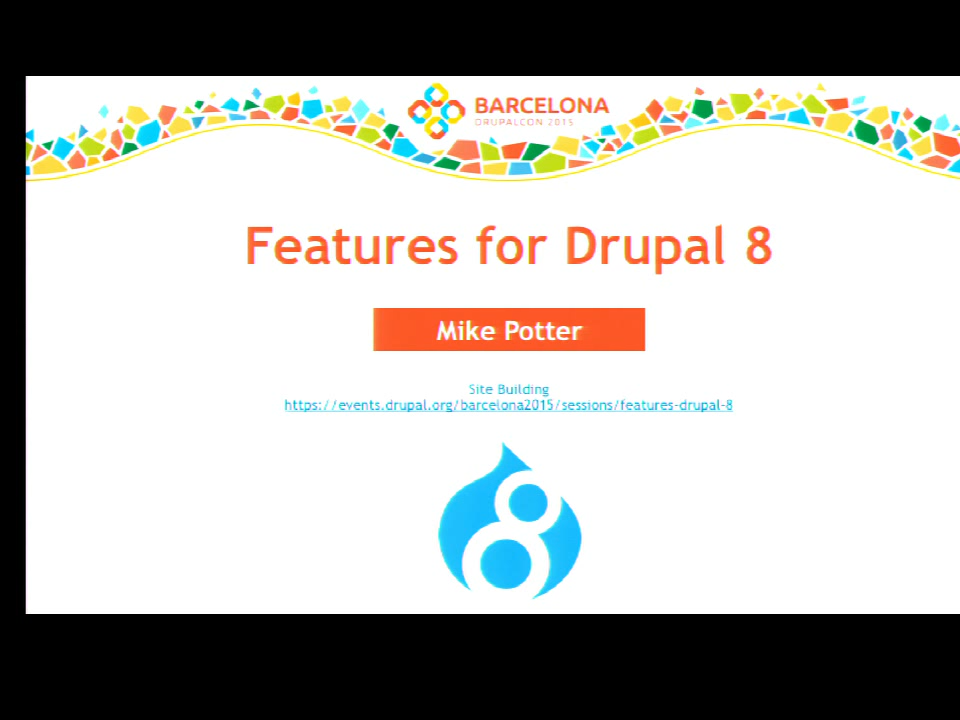 BARCELONA
DRUPALCON 2015
Features for Drupal 8
Mike Potter
Site Building
https://events.drupal.org/barcelona2015/sessions/features-drupal-8
8